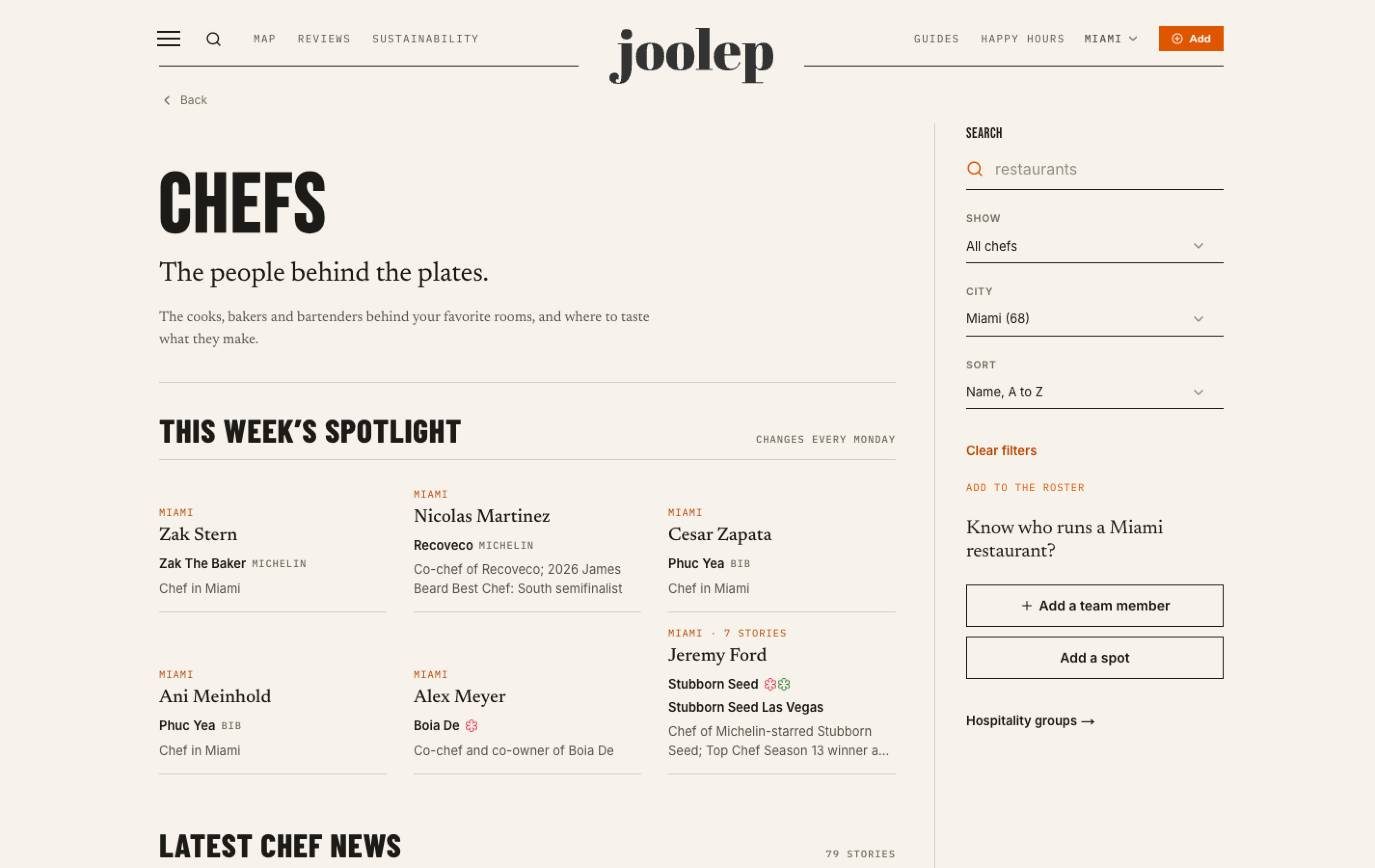 MAP REVIEWS SUSTAINABILITY
joolep
GUIDES HAPPY HOURS MIAMI Add
Back
CHEFS
The people behind the plates.
The cooks, bakers and bartenders behind your favorite rooms, and where to taste
what they make.
THIS WEEK’S SPOTLIGHT
CHANGES EVERY MONDAY
MIAMI
Zak Stern
Zak The Baker MICHELIN
Chef in Miami
MIAMI
Nicolas Martinez
Recoveco MICHELIN
Co-chef of Recoveco; 2026 James
Beard Best Chef: South semifinalist
MIAMI
Cesar Zapata
Phuc Yea BIB
Chef in Miami
MIAMI
Ani Meinhold
Phuc Yea BIB
Chef in Miami
MIAMI
Alex Meyer
Boia De
Co-chef and co-owner of Boia De
MIAMI · 7 STORIES
Jeremy Ford
Stubborn Seed
Stubborn Seed Las Vegas
Chef of Michelin-starred Stubborn
Seed; Top Chef Season 13 winner a...
LATEST CHEF NEWS
79 STORIES
SEARCH
restaurants
SHOW
All chefs
CITY
Miami (68)
SORT
Name, A to Z
Clear filters
ADD TO THE ROSTER
Know who runs a Miami
restaurant?
+ Add a team member
Add a spot
Hospitality groups →